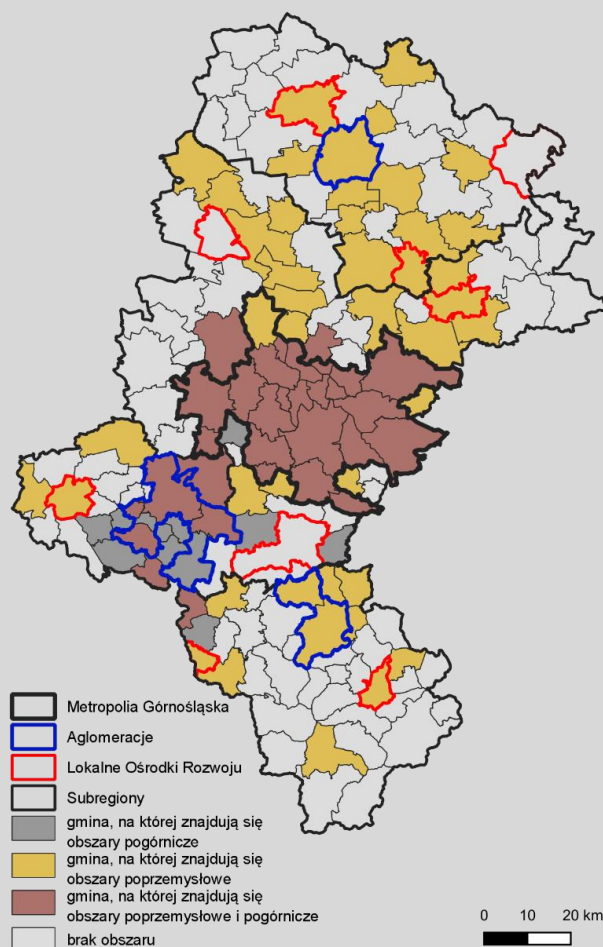 Metropolia Górnośląska
Aglomeracje
Lokalne Ośrodki Rozwoju
Subregiony
gmina, na której znajdują się
obszary pogórnicze
gmina, na której znajdują się
obszary poprzemysłowe
gmina, na której znajdują się
obszary poprzemysłowe i pogórnicze
brak obszaru
0 10 20 km